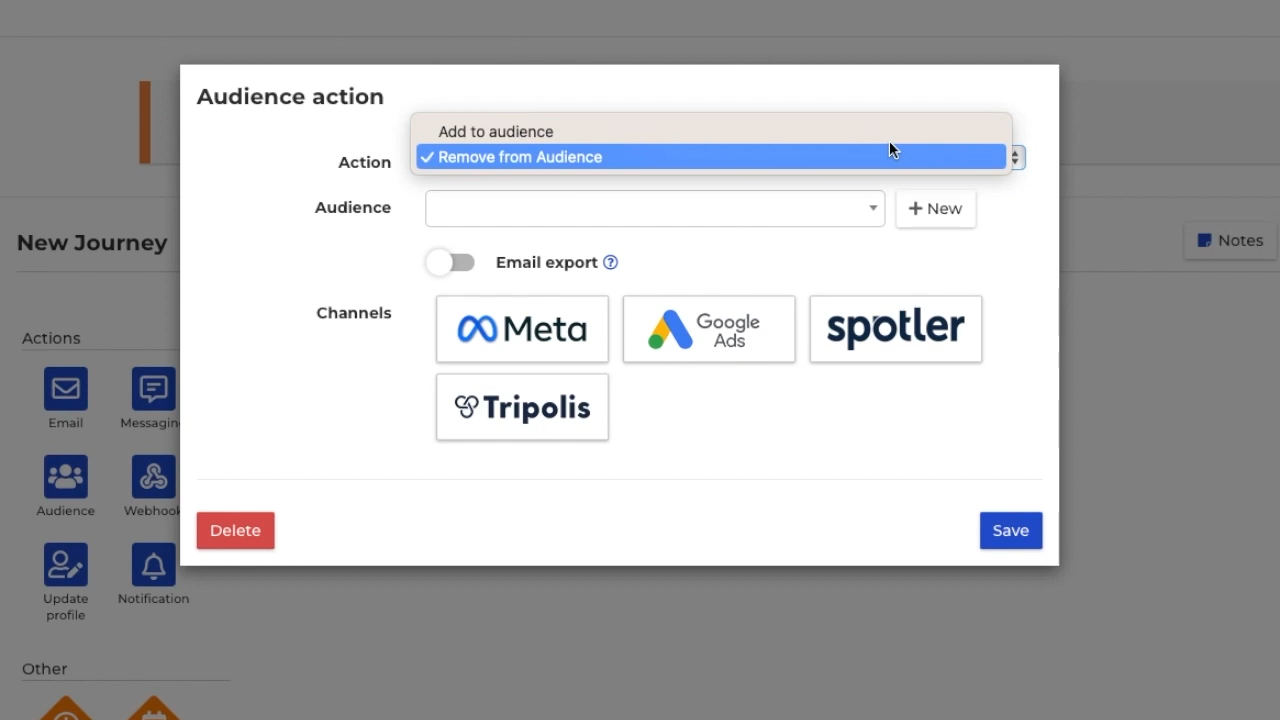 Audience action
Add to audience
Action
Remove from Audience
Audience
+ New
Email export ?
Channels
Meta
Google Ads
spotler
Tripolis
Delete
Save
New Journey
Notes
Actions
Email
Messaging
Audience
Webhook
Update profile
Notification
Other